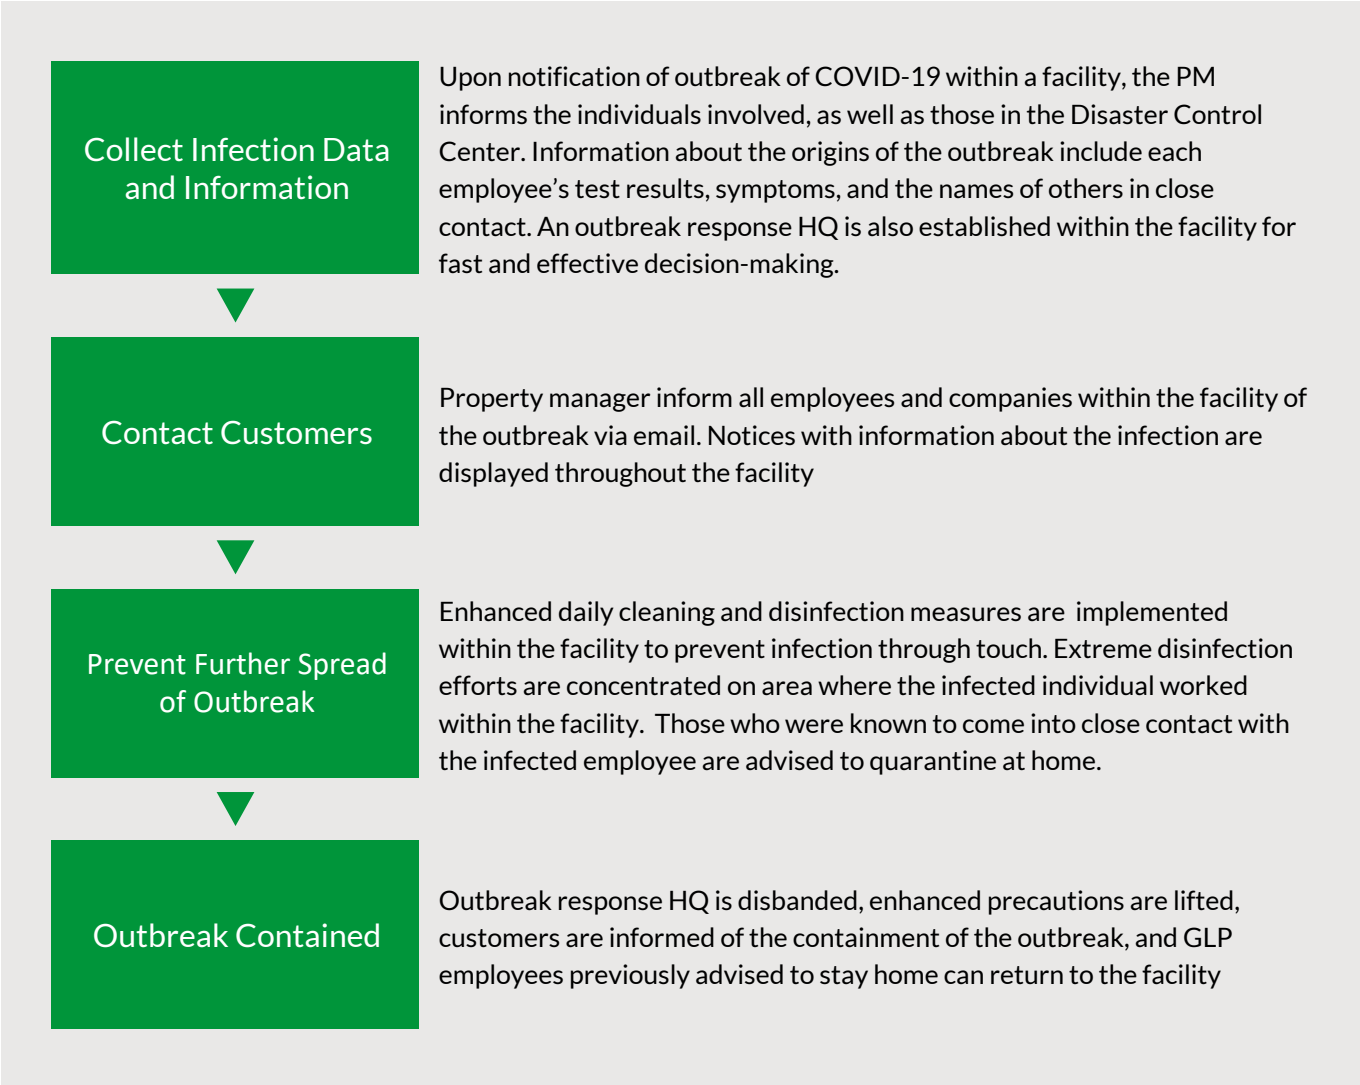 Collect Infection Data
and Information
Upon notification of outbreak of COVID-19 within a facility, the PM
informs the individuals involved, as well as those in the Disaster Control
Center. Information about the origins of the outbreak include each
employee's test results, symptoms, and the names of others in close
contact. An outbreak response HQ is also established within the facility for
fast and effective decision-making.
Contact Customers
Property manager inform all employees and companies within the facility of
the outbreak via email. Notices with information about the infection are
displayed throughout the facility
Prevent Further Spread
of Outbreak
Enhanced daily cleaning and disinfection measures are  implemented
within the facility to prevent infection through touch. Extreme disinfection
efforts are concentrated on area where the infected individual worked
within the facility.  Those who were known to come into close contact with
the infected employee are advised to quarantine at home.
Outbreak Contained
Outbreak response HQ is disbanded, enhanced precautions are lifted,
customers are informed of the containment of the outbreak, and GLP
employees previously advised to stay home can return to the facility